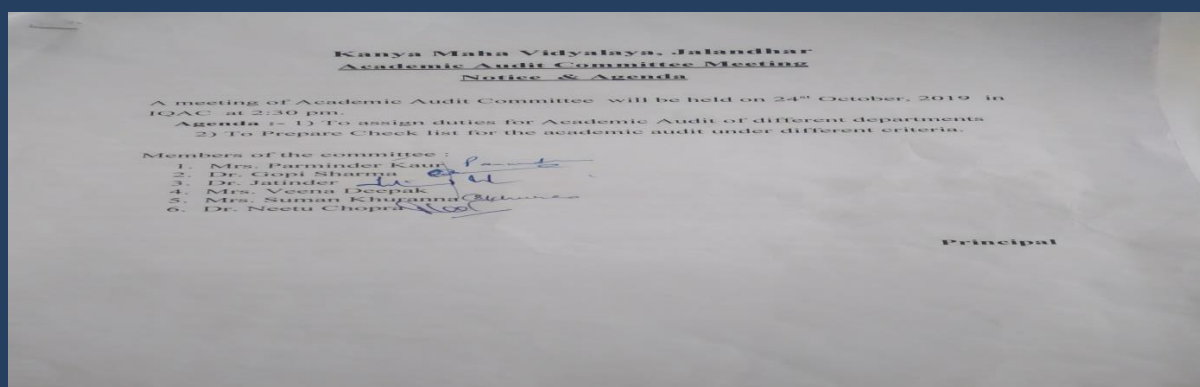 Kanya Maha Vidyalaya, Jalandhar
Academic Audit Committee Meeting
Notice & Agenda
A meeting of Academic Audit Committee will be held on 24st October, 2019 in
IQAC at 2:30 pm.
Agenda :- 1) To assign duties for Academic Audit of different departments
2) To Prepare Check list for the academic audit under different criteria.
Members of the committee :
1. Mrs. Parminder Kaur
2. Dr. Gopi Sharma
3. Dr. Jatinder
4. Mrs. Veena Deepak
5. Mrs. Suman Khuranna
6. Dr. Neetu Chopra
Principal